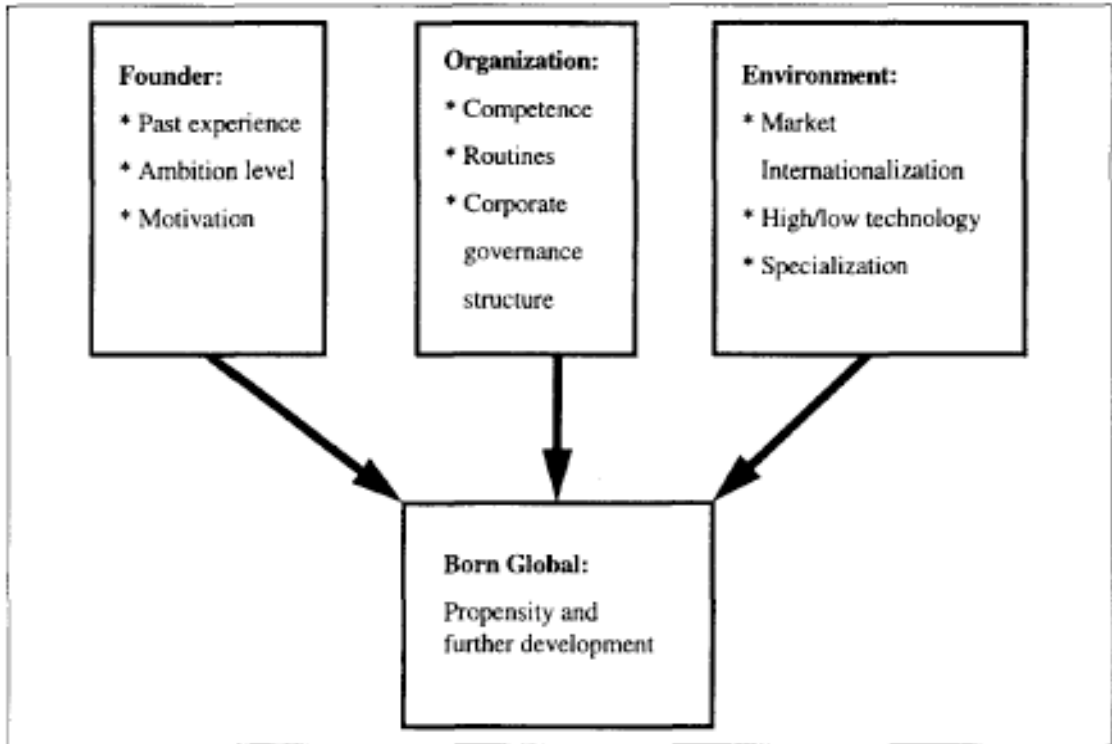 Founder:
* Past experience
* Ambition level
* Motivation
Organization:
* Competence
* Routines
* Corporate
governance
structure
Environment:
* Market
Internationalization
* High/low technology
* Specialization
Born Global:
Propensity and
further development